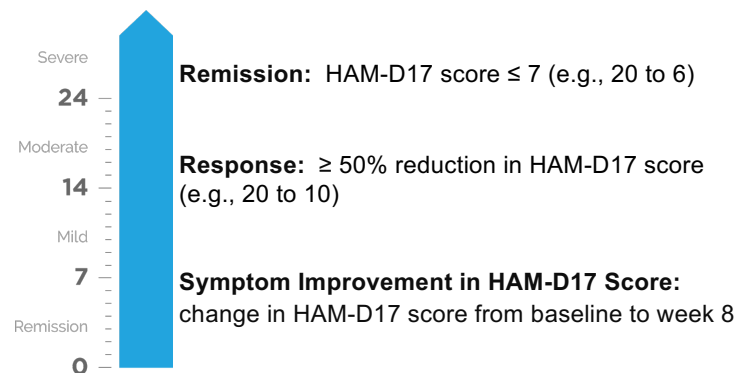 Severe
24
Moderate
14
Mild
7
Remission
0
Remission: HAM-D17 score ≤ 7 (e.g., 20 to 6)
Response: ≥ 50% reduction in HAM-D17 score
(e.g., 20 to 10)
Symptom Improvement in HAM-D17 Score:
change in HAM-D17 score from baseline to week 8